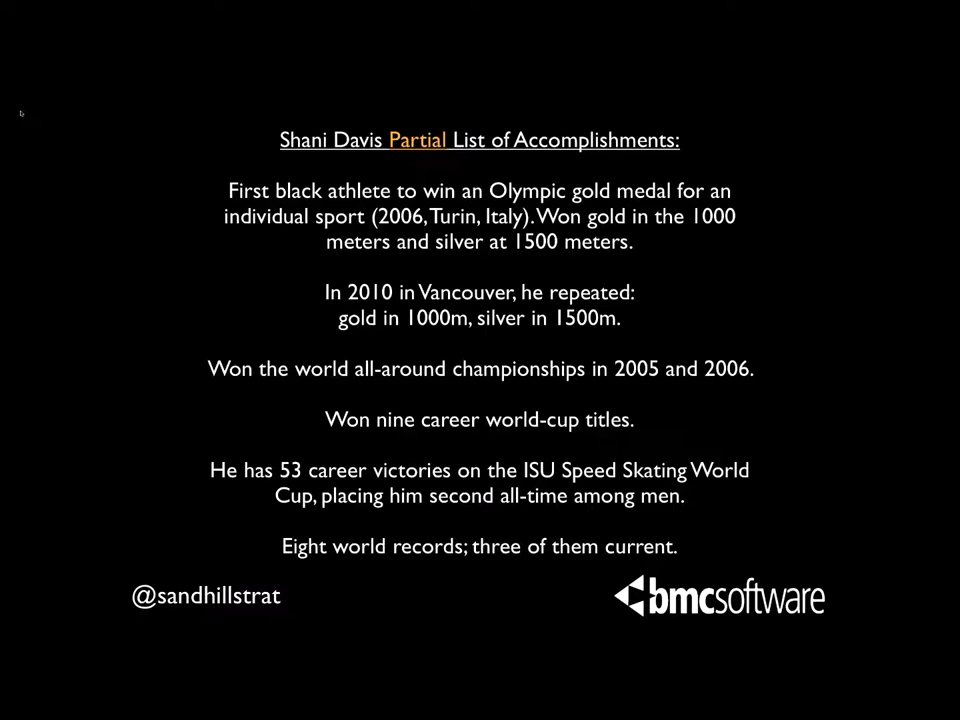 Shani Davis Partial List of Accomplishments:
First black athlete to win an Olympic gold medal for an
individual sport (2006, Turin, Italy). Won gold in the 1000
meters and silver at 1500 meters.
In 2010 in Vancouver, he repeated:
gold in 1000m, silver in 1500m.
Won the world all-around championships in 2005 and 2006.
Won nine career world-cup titles.
He has 53 career victories on the ISU Speed Skating World
Cup, placing him second all-time among men.
Eight world records; three of them current.
@sandhillstrat
bmcsoftware